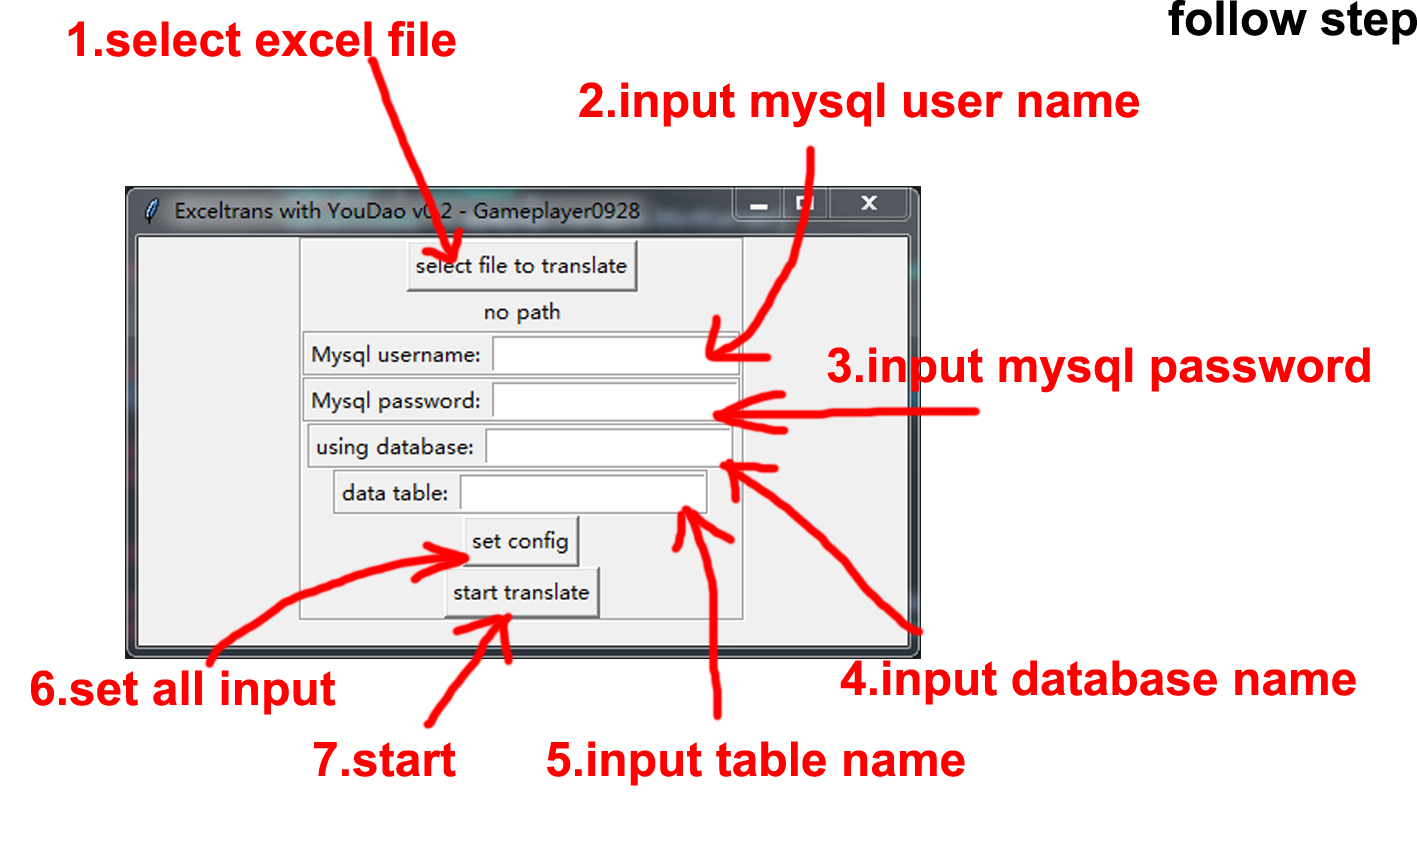 follow step
1.select excel file
2.input mysql user name
Exceltrans with YouDao v0.2 - Gameplayer0928
select file to translate
no path
Mysql username:
3.input mysql password
Mysql password:
using database:
data table:
set config
start translate
6.set all input
4.input database name
7.start
5.input table name